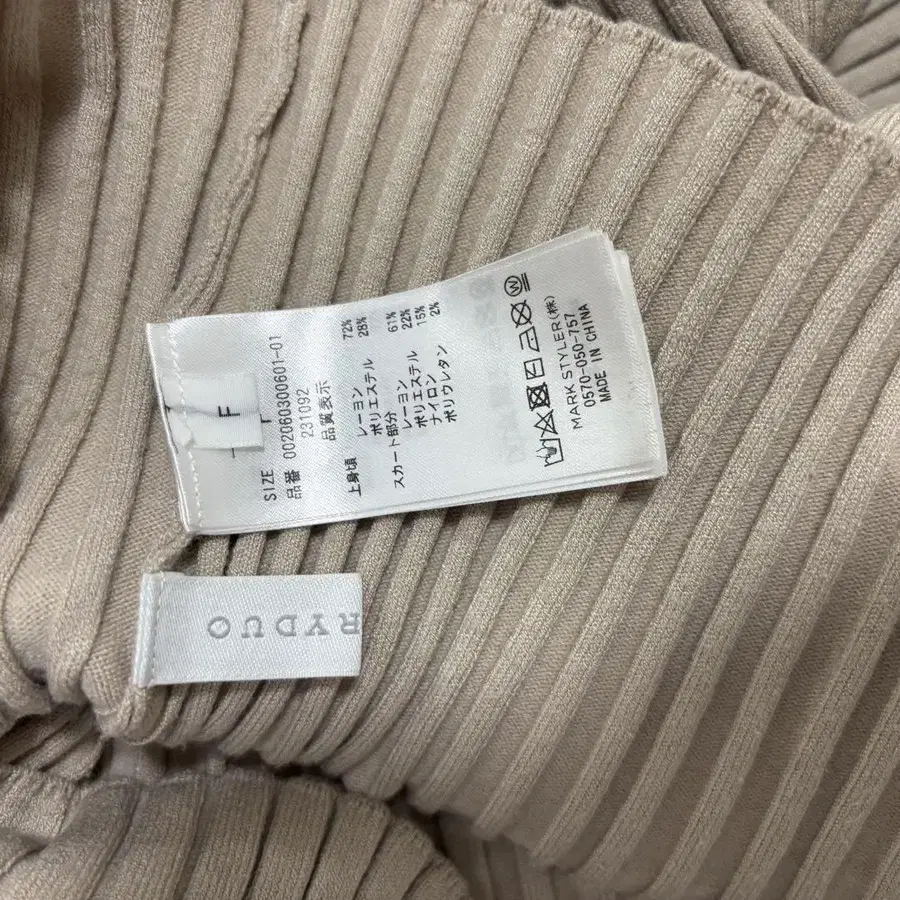 F
SIZE F
品番 002060300601-01
231092
品質表示
上身頃 レーヨン 72%
ポリエステル 28%
スカート部分
レーヨン 61%
ポリエステル 22%
ナイロン 15%
ポリウレタン 2%
MARK STYLER(株)
0570-050-757
MADE IN CHINA
RYDUO